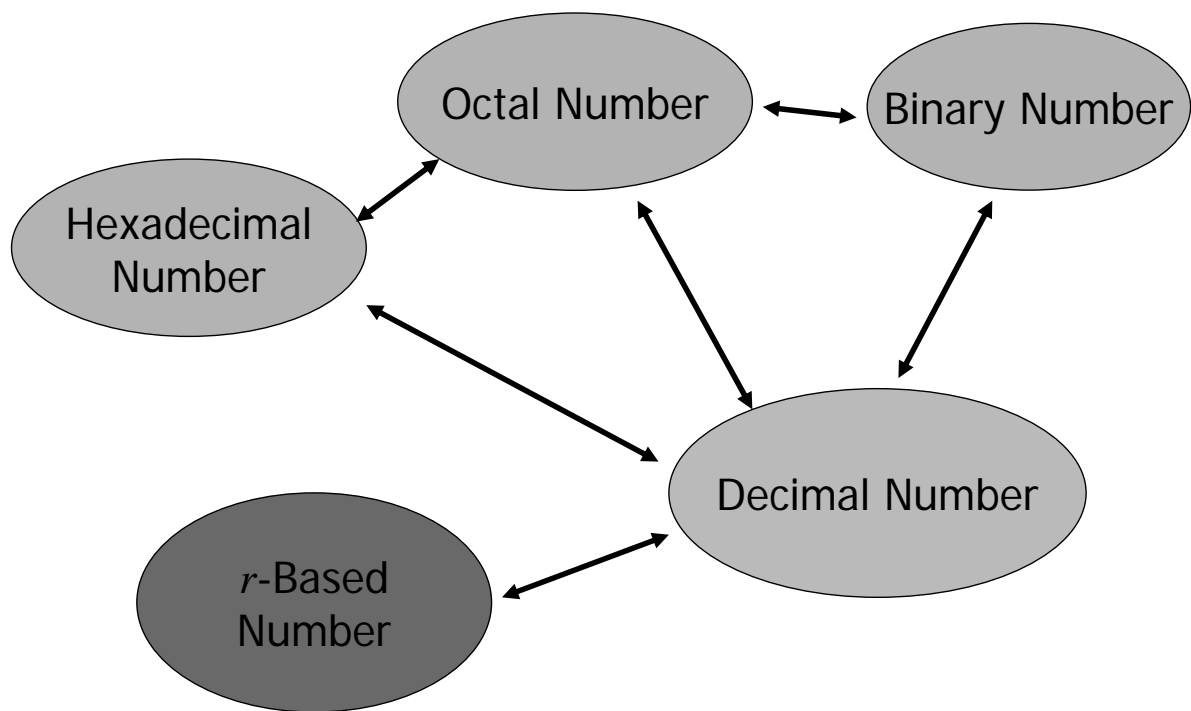 Octal Number
Binary Number
Hexadecimal
Number
Decimal Number
r-Based
Number